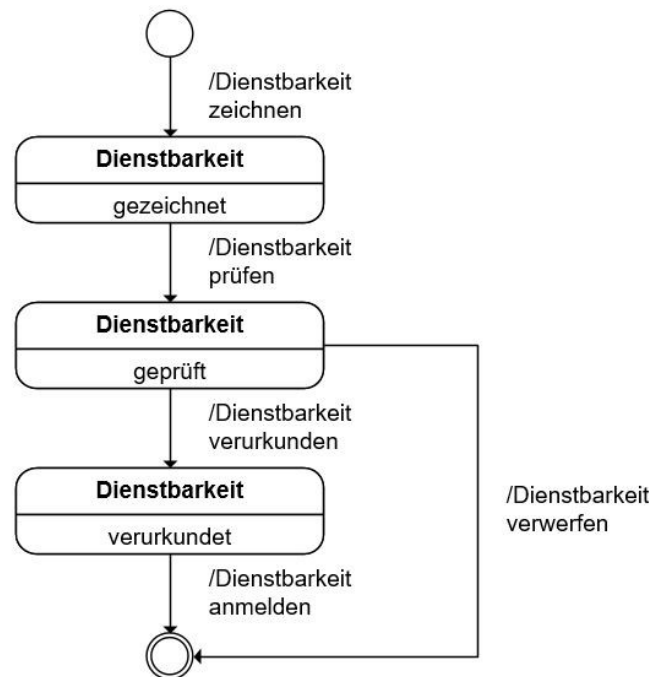 /Dienstbarkeit
zeichnen
Dienstbarkeit
gezeichnet
/Dienstbarkeit
prüfen
Dienstbarkeit
geprüft
/Dienstbarkeit
verurkunden
Dienstbarkeit
verurkundet
/Dienstbarkeit
verwerfen
/Dienstbarkeit
anmelden